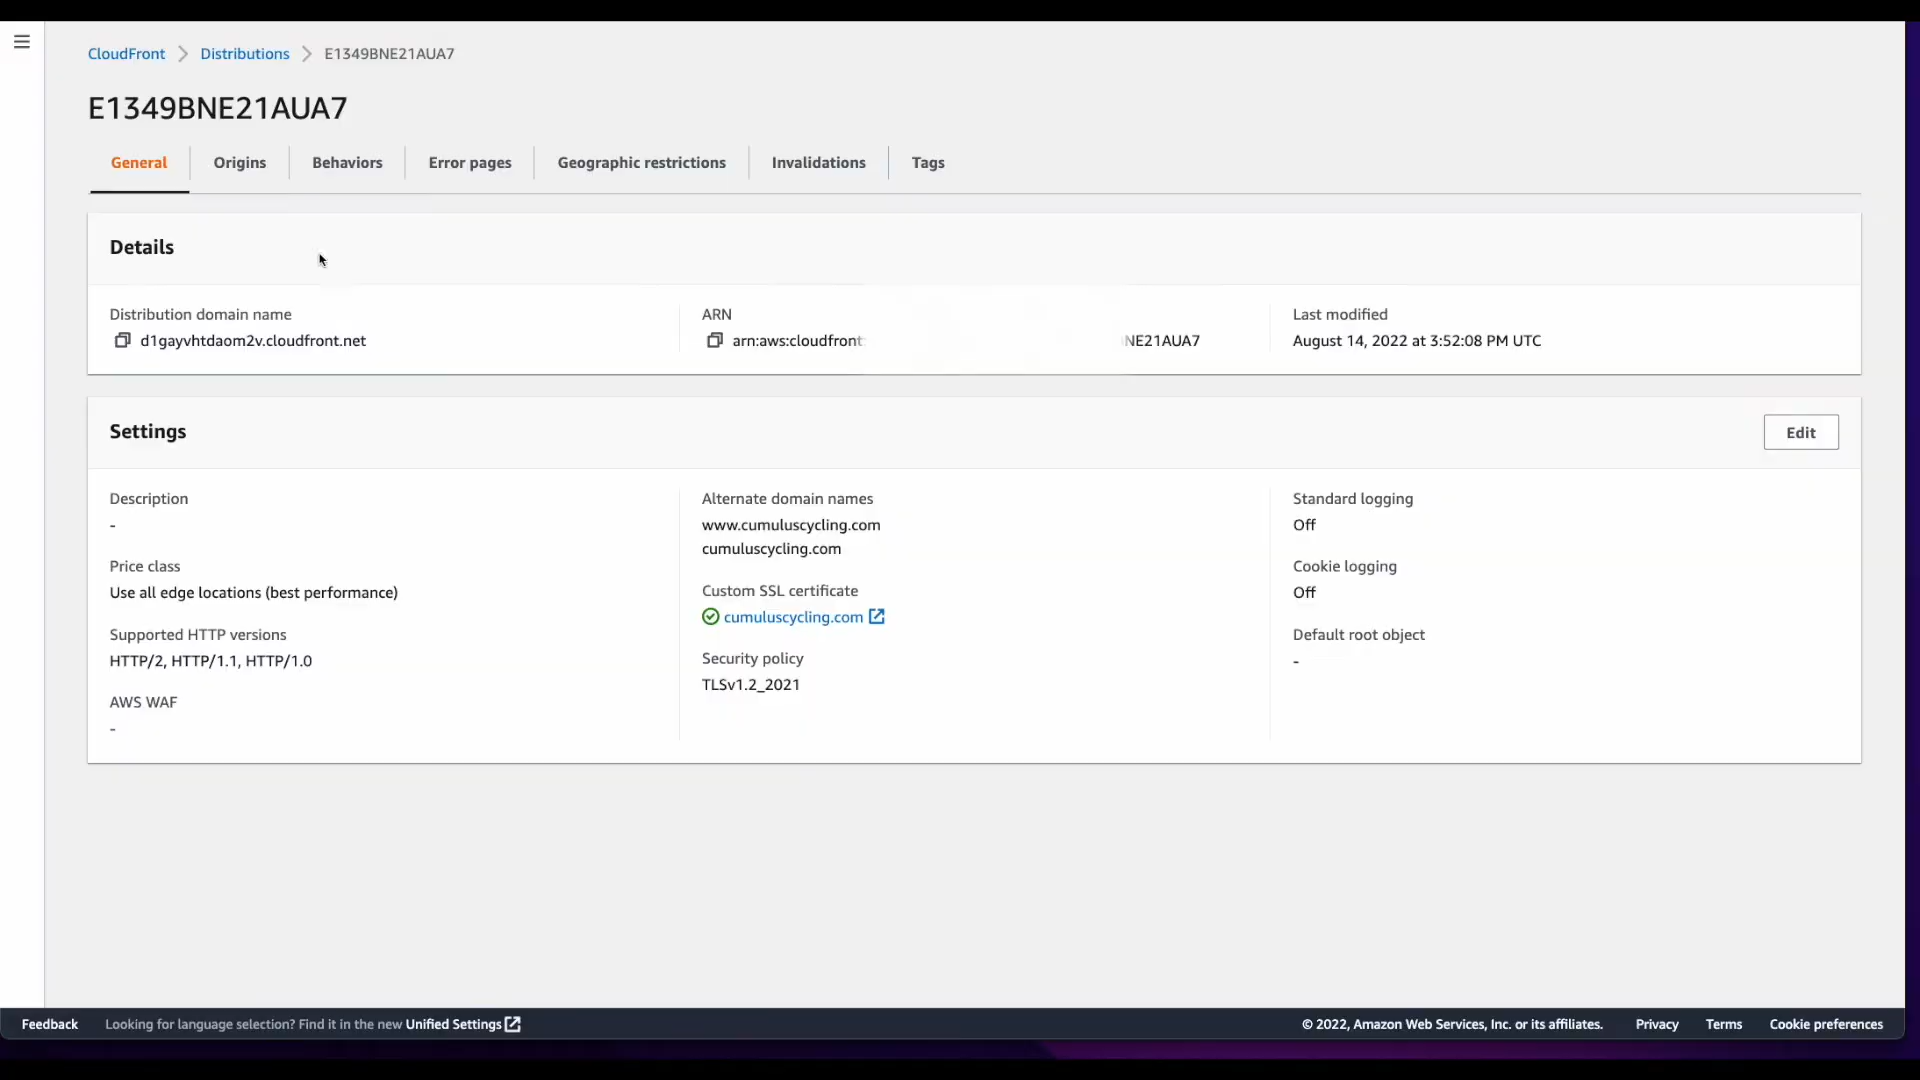 CloudFront
Distributions
E1349BNE21AUA7
E1349BNE21AUA7
General
Origins
Behaviors
Error pages
Geographic restrictions
Invalidations
Tags
Details
Distribution domain name
d1gayvhtdaom2v.cloudfront.net
ARN
arn:aws:cloudfront: NE21AUA7
Last modified
August 14, 2022 at 3:52:08 PM UTC
Settings
Edit
Description
-
Price class
Use all edge locations (best performance)
Supported HTTP versions
HTTP/2, HTTP/1.1, HTTP/1.0
AWS WAF
-
Alternate domain names
www.cumuluscycling.com
cumuluscycling.com
Custom SSL certificate
cumuluscycling.com
Security policy
TLSv1.2_2021
Standard logging
Off
Cookie logging
Off
Default root object
-
Feedback
Looking for language selection? Find it in the new Unified Settings
© 2022, Amazon Web Services, Inc. or its affiliates.
Privacy
Terms
Cookie preferences